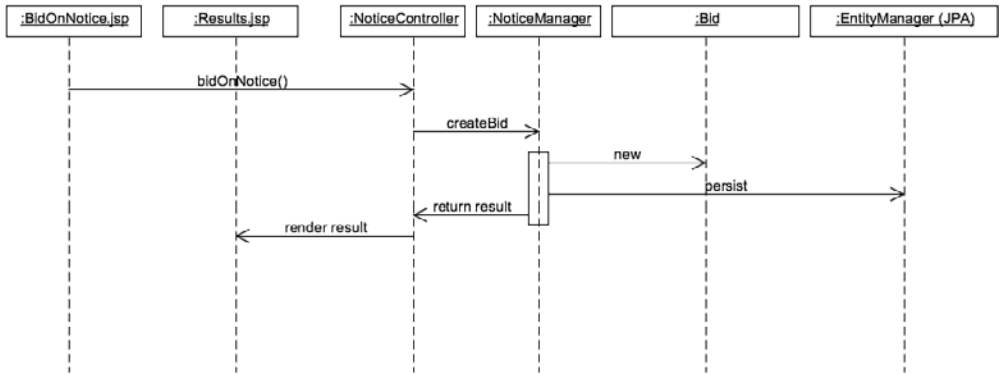 :BidOnNotice.jsp
:Results.jsp
:NoticeController
:NoticeManager
:Bid
:EntityManager (JPA)
bidOnNotice()
createBid
new
persist
return result
render result